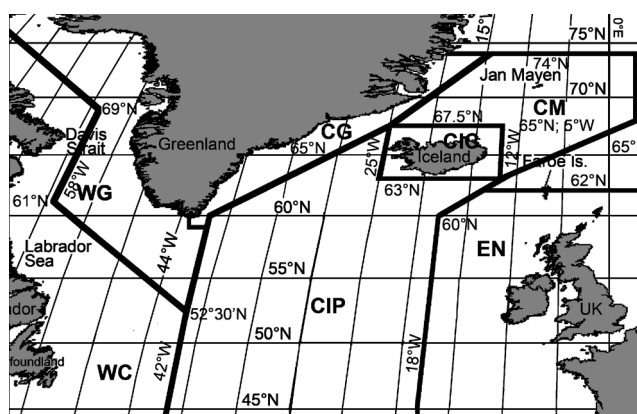 15°W
0°E
75°N
74°N
Jan Mayen
70°N
CM
69°N
67.5°N
65°N; 5°W
CG
CIC
Davis
Strait
Greenland
65°N
25°W
Iceland
12°W
65°
Faroe Is.
58°W
WG
63°N
62°N
61°N
60°N
60°N
44°W
EN
Labrador
Sea
55°N
CIP
ador
52°30'N
UK
50°N
foundland
WC
42°W
18°W
45°N